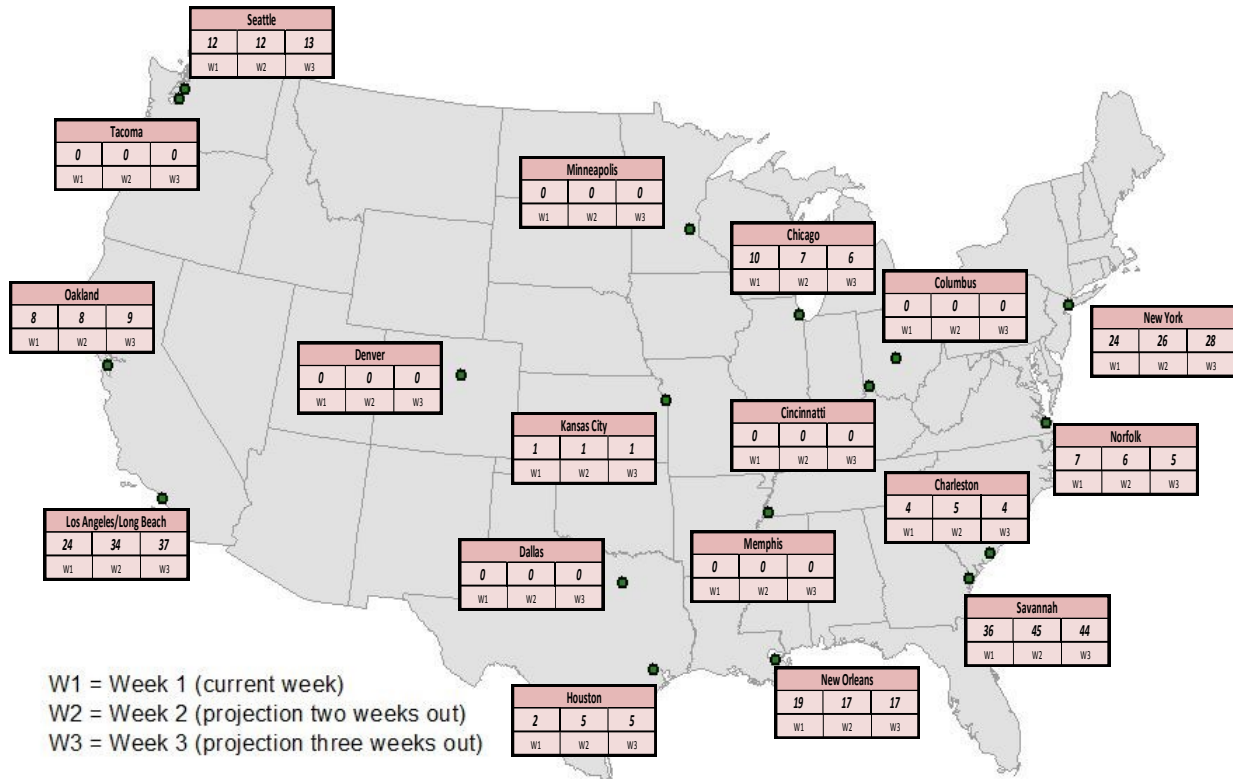 Seattle
12 12 13
W1 W2 W3
Tacoma
0 0 0
W1 W2 W3
Minneapolis
0 0 0
W1 W2 W3
Chicago
10 7 6
W1 W2 W3
Columbus
0 0 0
W1 W2 W3
Oakland
8 8 9
W1 W2 W3
New York
24 26 28
W1 W2 W3
Denver
0 0 0
W1 W2 W3
Kansas City
1 1 1
W1 W2 W3
Cincinnatti
0 0 0
W1 W2 W3
Norfolk
7 6 5
W1 W2 W3
Charleston
4 5 4
W1 W2 W3
Los Angeles/Long Beach
24 34 37
W1 W2 W3
Dallas
0 0 0
W1 W2 W3
Memphis
0 0 0
W1 W2 W3
Savannah
36 45 44
W1 W2 W3
New Orleans
19 17 17
W1 W2 W3
Houston
2 5 5
W1 W2 W3
W1 = Week 1 (current week)
W2 = Week 2 (projection two weeks out)
W3 = Week 3 (projection three weeks out)